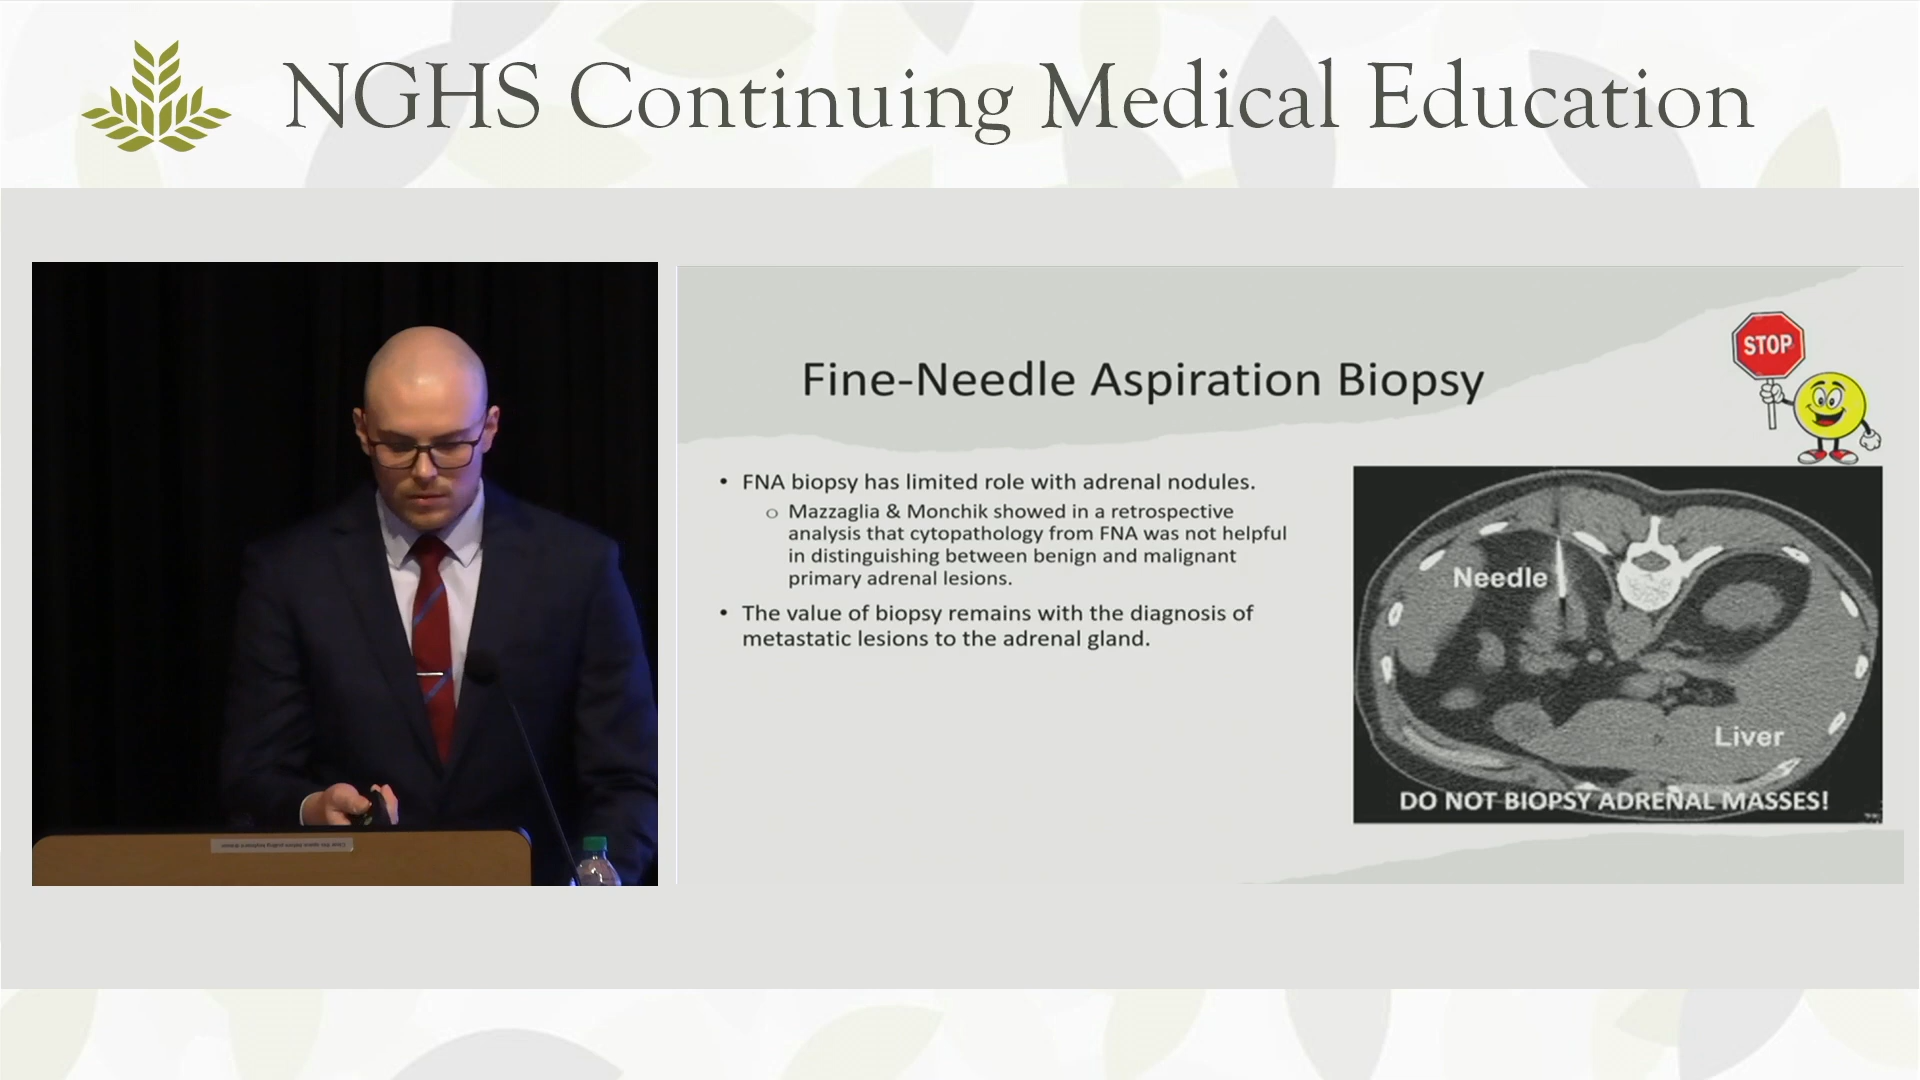 NGHS Continuing Medical Education
STOP
Fine-Needle Aspiration Biopsy
• FNA biopsy has limited role with adrenal nodules.
o Mazzaglia & Monchik showed in a retrospective
analysis that cytopathology from FNA was not helpful
in distinguishing between benign and malignant
primary adrenal lesions.
• The value of biopsy remains with the diagnosis of
metastatic lesions to the adrenal gland.
Needle
Liver
DO NOT BIOPSY ADRENAL MASSES!